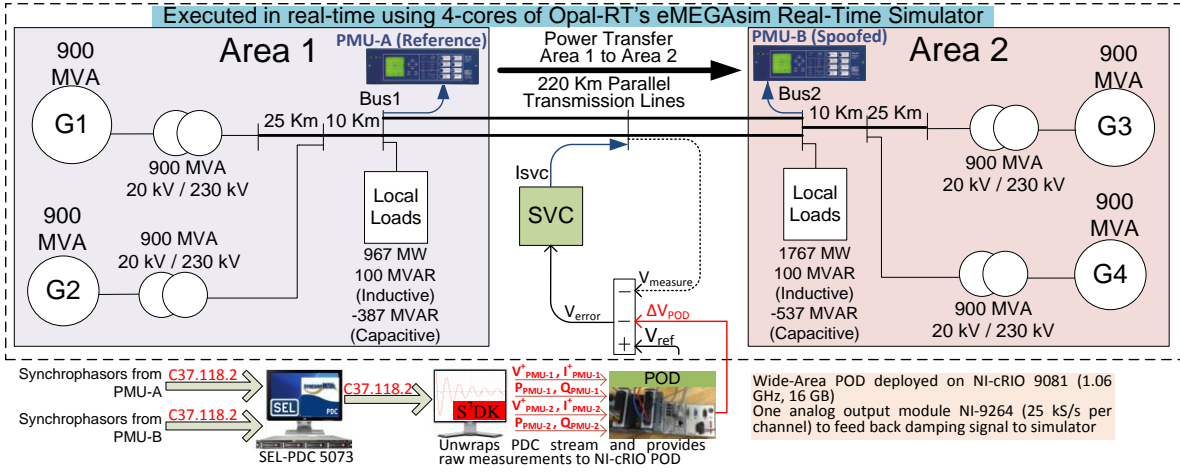 Executed in real-time using 4-cores of Opal-RT's eMEGAsim Real-Time Simulator
900
MVA
G1
Area 1
PMU-A (Reference)
Bus1
25 Km
10 Km
900 MVA
20 kV / 230 kV
900
MVA
G2
900 MVA
20 kV / 230 kV
Local
Loads
967 MW
100 MVAR
(Inductive)
-387 MVAR
(Capacitive)
Power Transfer
Area 1 to Area 2
220 Km Parallel
Transmission Lines
Isvc
SVC
Vmeasure
Verror
ΔVPOD
Vref
PMU-B (Spoofed)
Area 2
Bus2
10 Km
25 Km
900
MVA
G3
900 MVA
20 kV / 230 kV
Local
Loads
1767 MW
100 MVAR
(Inductive)
-537 MVAR
(Capacitive)
900
MVA
G4
900 MVA
20 kV / 230 kV
Synchrophasors from
PMU-A
C37.118.2
Synchrophasors from
PMU-B
C37.118.2
SEL
PDC
SEL-PDC 5073
C37.118.2
S³DK
V⁺PMU-1 , I⁺PMU-1
PPMU-1 , QPMU-1
V⁺PMU-2 , I⁺PMU-2
PPMU-2 , QPMU-2
POD
Unwraps PDC stream and provides
raw measurements to NI-cRIO POD
Wide-Area POD deployed on NI-cRIO 9081 (1.06
GHz, 16 GB)
One analog output module NI-9264 (25 kS/s per
channel) to feed back damping signal to simulator